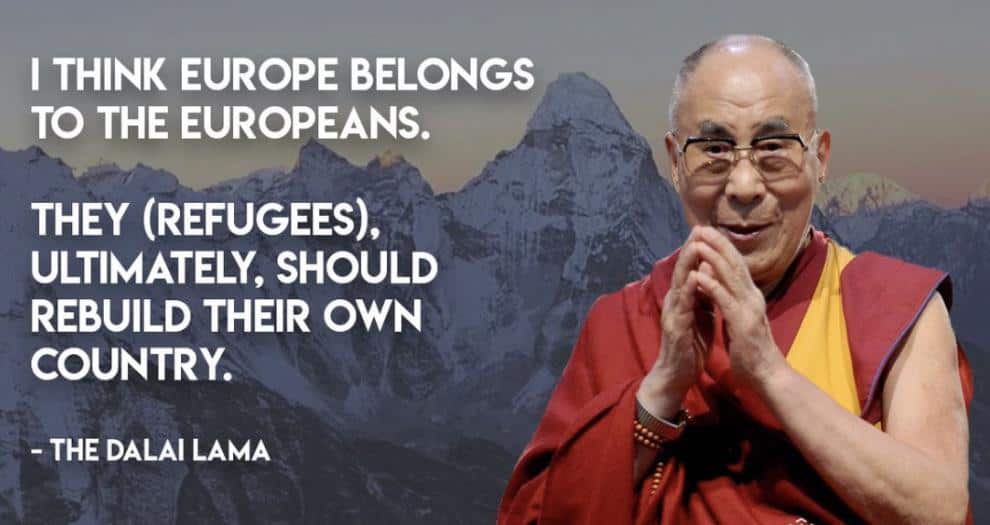 I THINK EUROPE BELONGS
TO THE EUROPEANS.
THEY (REFUGEES),
ULTIMATELY, SHOULD
REBUILD THEIR OWN
COUNTRY.
- THE DALAI LAMA